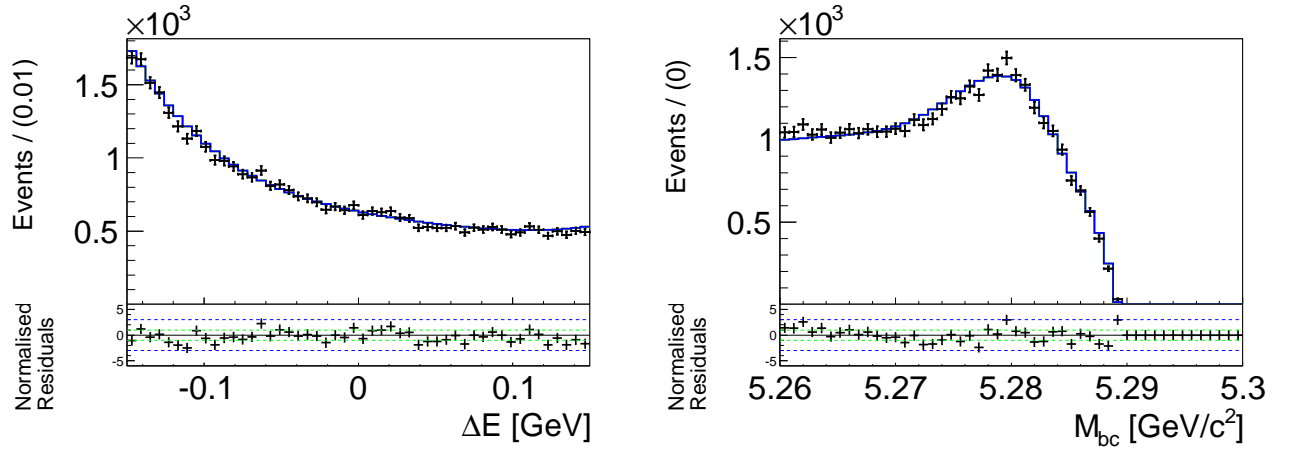 ×10³
Events / (0.01)
1.5
1
0.5
Normalised
Residuals
5
0
-5
-0.1 0 0.1
ΔE [GeV]
×10³
Events / (0)
1.5
1
0.5
Normalised
Residuals
5
0
-5
5.26 5.27 5.28 5.29 5.3
M_bc [GeV/c²]